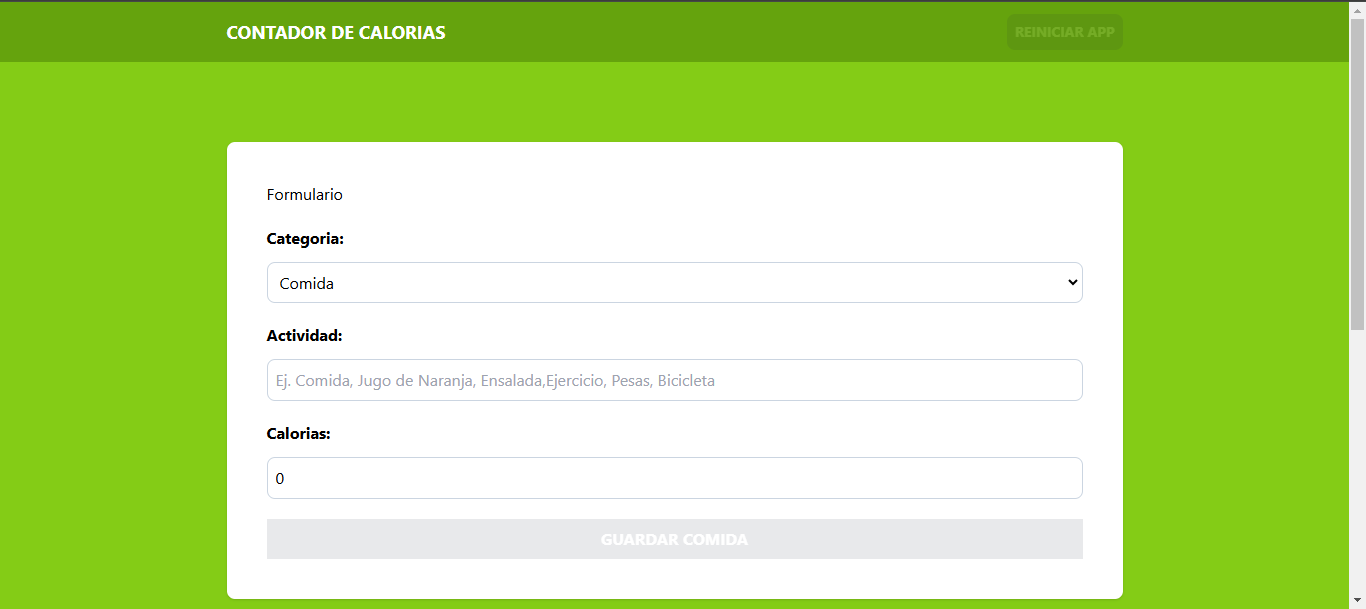 CONTADOR DE CALORIAS
REINICIAR APP
Formulario
Categoria:
Comida
Actividad:
Ej. Comida, Jugo de Naranja, Ensalada,Ejercicio, Pesas, Bicicleta
Calorias:
0
GUARDAR COMIDA